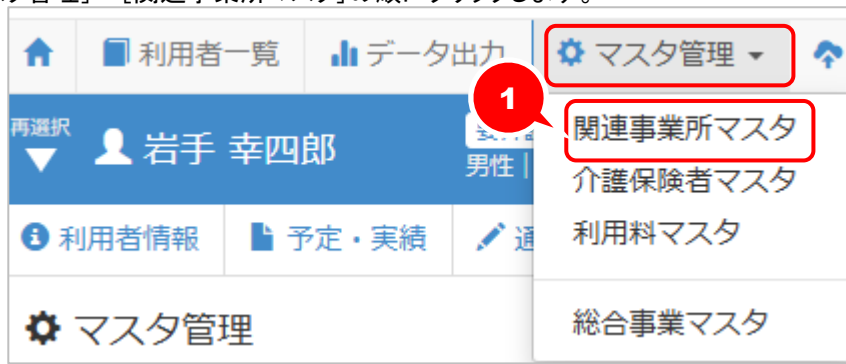 管理」 [関連事業所マスタ]の順にクリックします。
利用者一覧 データ出力 マスタ管理
1
再選択 岩手 幸四郎
男性
関連事業所マスタ
介護保険者マスタ
利用者情報 予定・実績
利用料マスタ
マスタ管理
総合事業マスタ